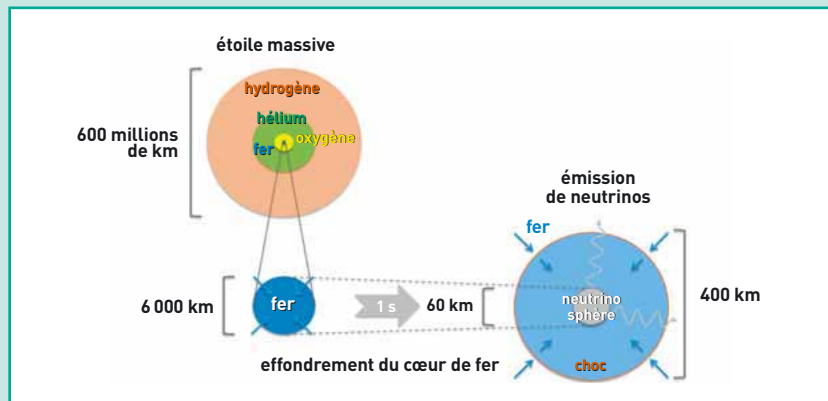 étoile massive
hydrogène
hélium
oxygène
fer
600 millions
de km
émission
de neutrinos
fer
6 000 km
fer
1 s
60 km
neutrino
sphère
400 km
effondrement du cœur de fer
choc